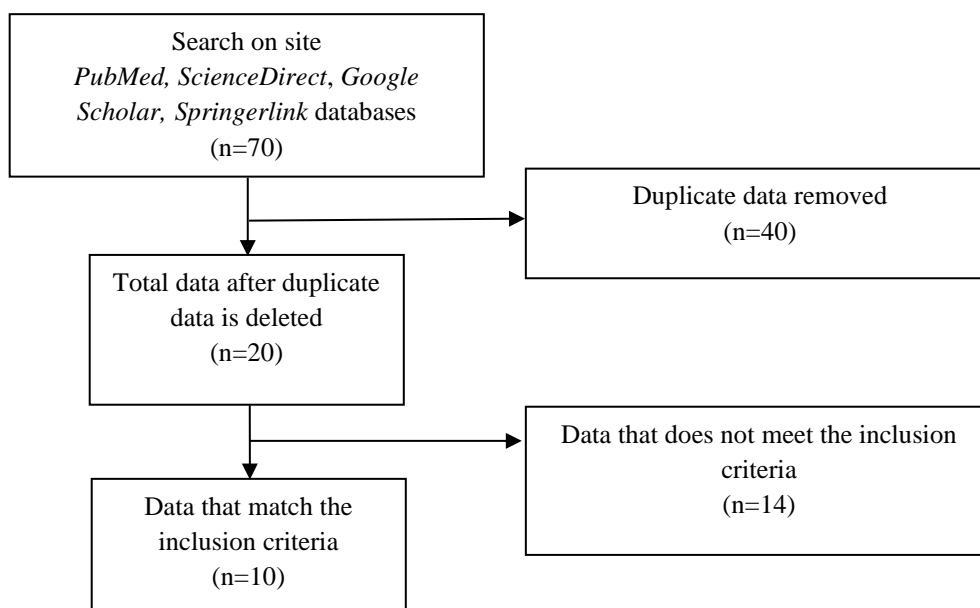 Search on site
PubMed, ScienceDirect, Google
Scholar, Springerlink databases
(n=70)
Duplicate data removed
(n=40)
Total data after duplicate
data is deleted
(n=20)
Data that does not meet the inclusion
criteria
(n=14)
Data that match the
inclusion criteria
(n=10)